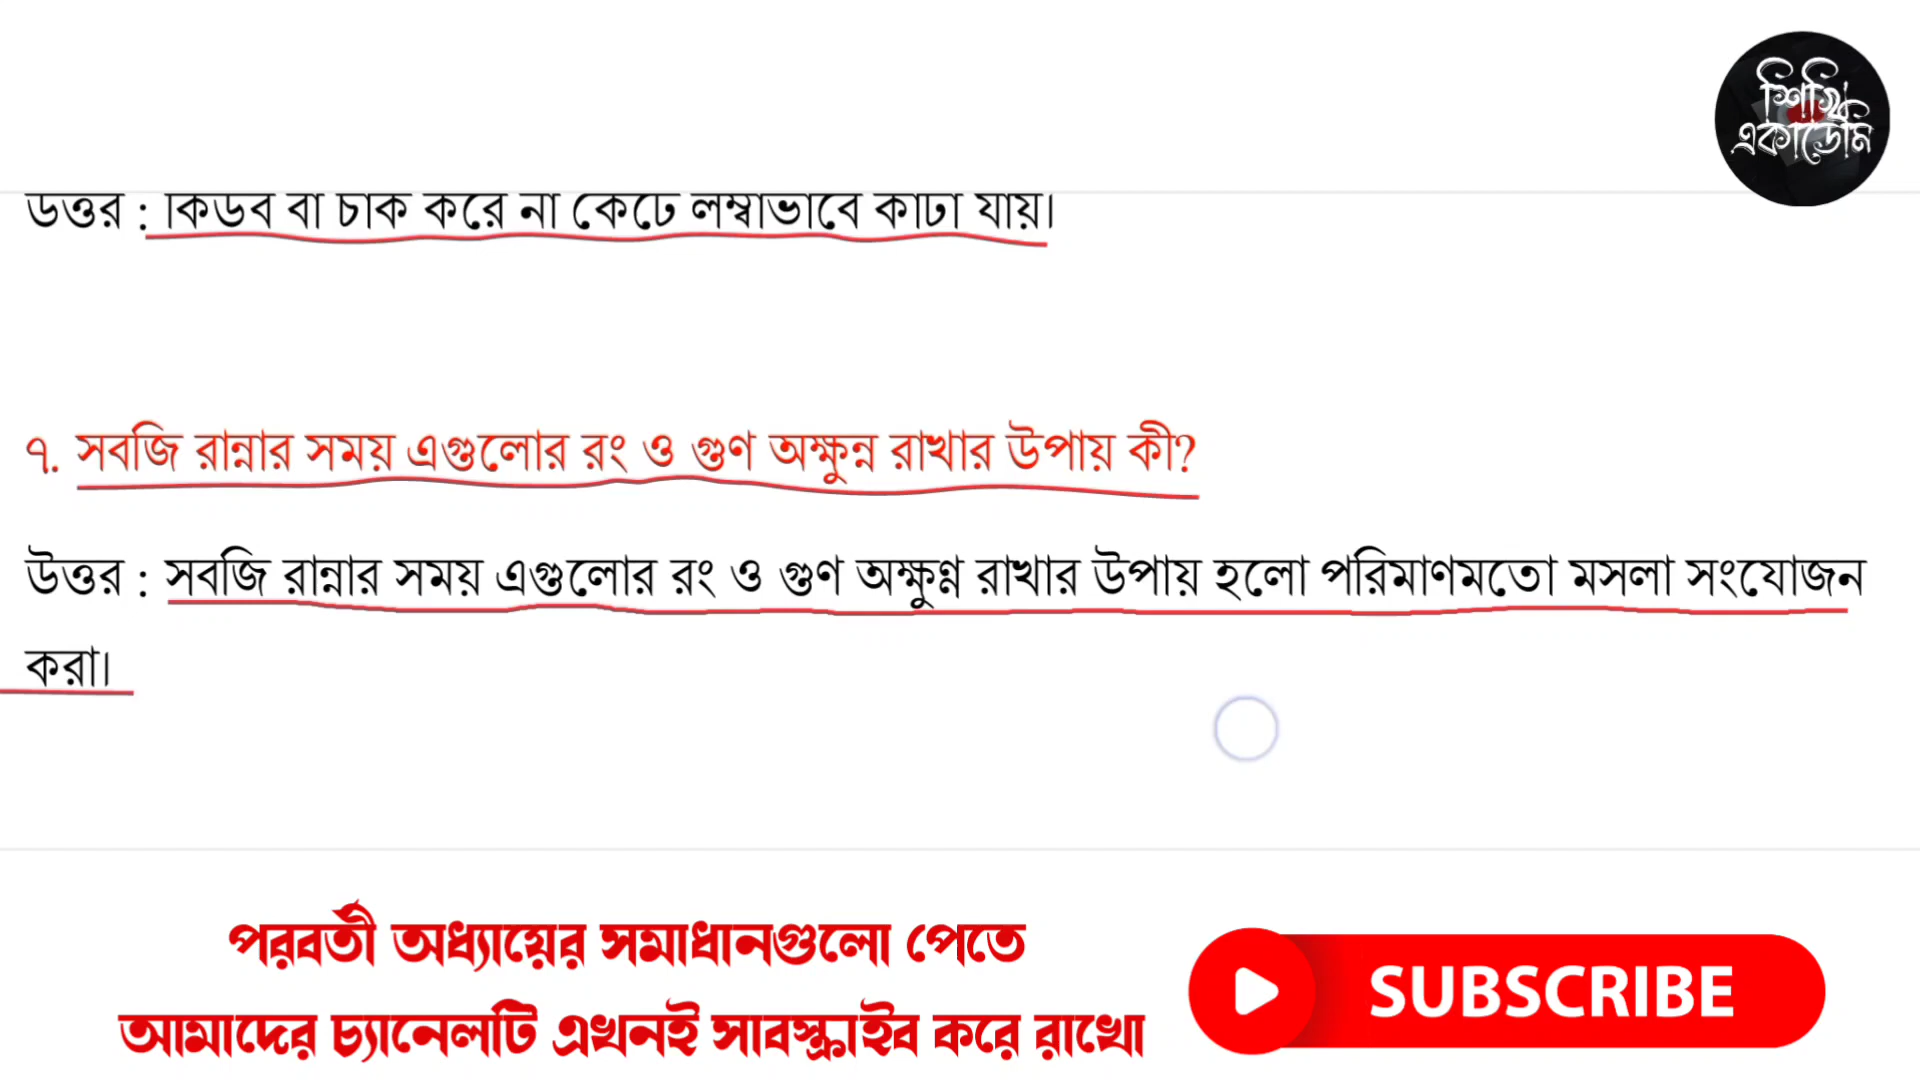 শিখি
একাডেমি
উত্তর : কিউব বা চাক করে না কেটে লম্বাভাবে কাটা যায়।
৭. সবজি রান্নার সময় এগুলোর রং ও গুণ অক্ষুন্ন রাখার উপায় কী?
উত্তর : সবজি রান্নার সময় এগুলোর রং ও গুণ অক্ষুণ্ণ রাখার উপায় হলো পরিমাণমতো মসলা সংযোজন
করা।
পরবর্তী অধ্যায়ের সমাধানগুলো পেতে
আমাদের চ্যানেলটি এখনই সাবস্ক্রাইব করে রাখো
SUBSCRIBE